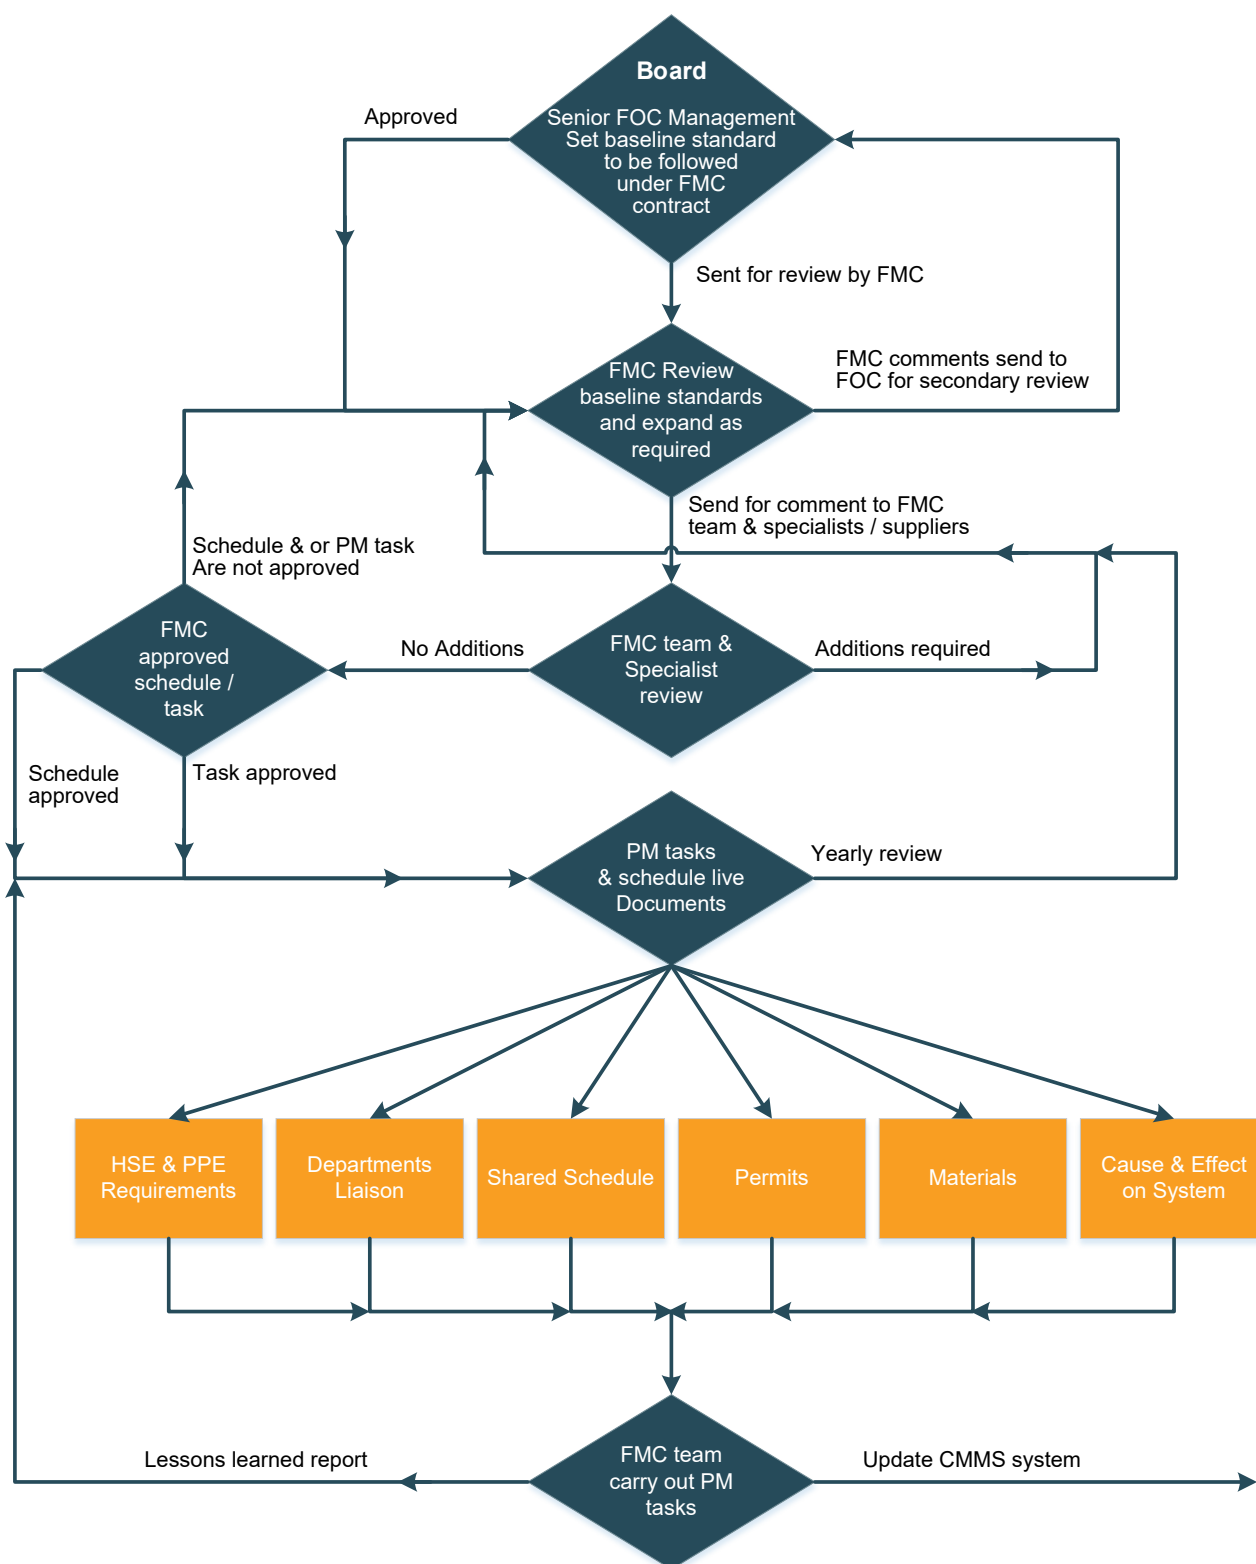 Board
Approved
Senior FOC Management
Set baseline standard
to be followed
under FMC
contract
Sent for review by FMC
FMC Review
baseline standards
and expand as
required
FMC comments send to
FOC for secondary review
Send for comment to FMC
team & specialists / suppliers
Schedule & or PM task
Are not approved
FMC
approved
schedule /
task
No Additions
FMC team &
Specialist
review
Additions required
Schedule
approved
Task approved
PM tasks
& schedule live
Documents
Yearly review
HSE & PPE
Requirements
Departments
Liaison
Shared Schedule
Permits
Materials
Cause & Effect
on System
Lessons learned report
FMC team
carry out PM
tasks
Update CMMS system